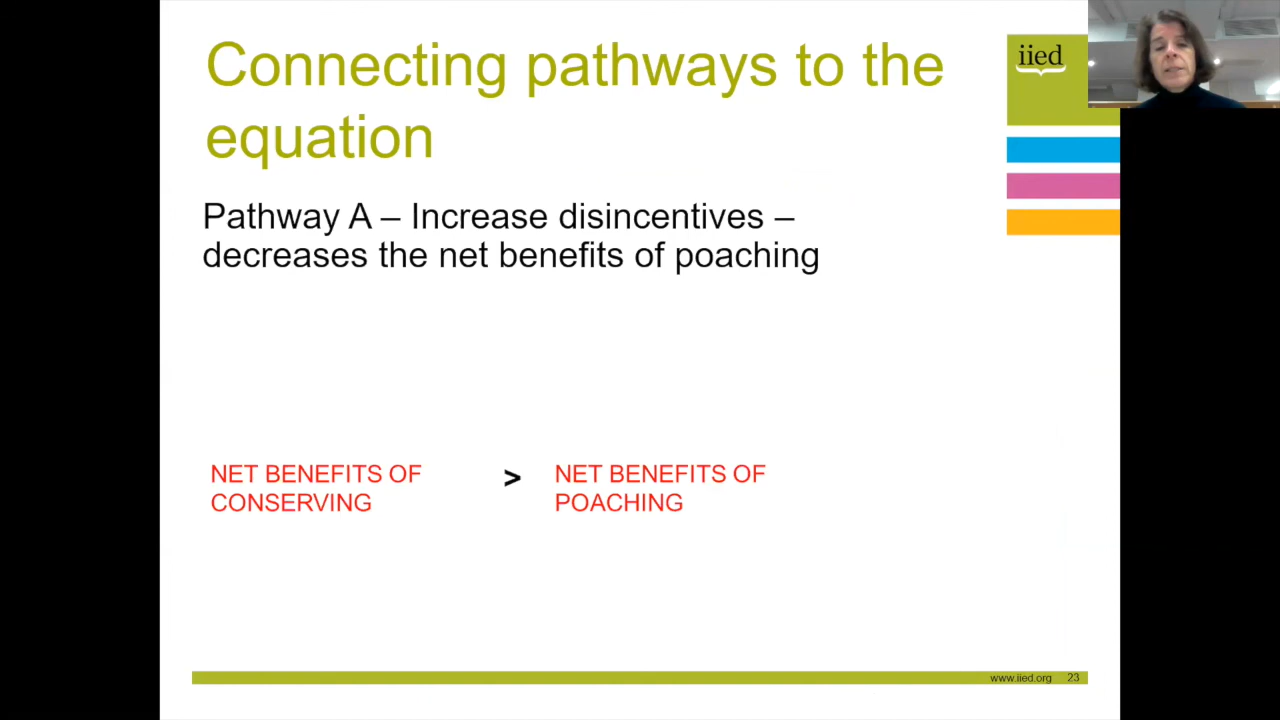 Connecting pathways to the
equation
iied
Pathway A – Increase disincentives –
decreases the net benefits of poaching
NET BENEFITS OF
CONSERVING
>
NET BENEFITS OF
POACHING
www.iied.org 23